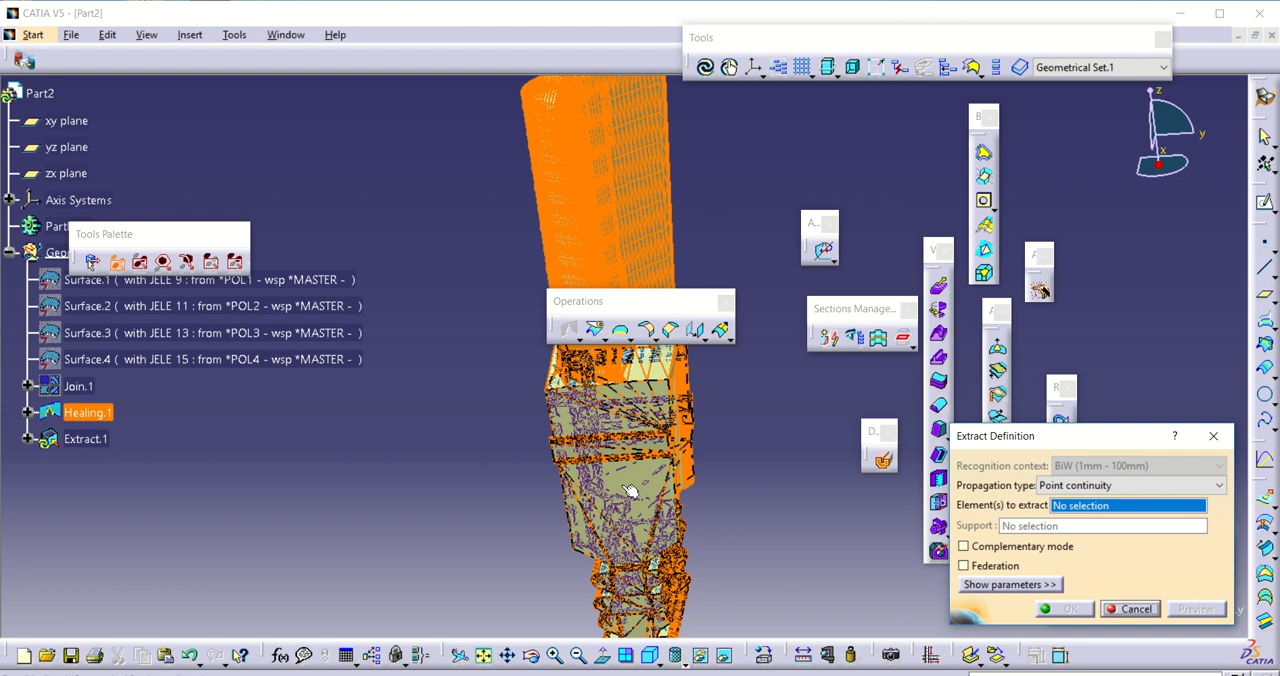 CATIA V5 - [Part2]
Start File Edit View Insert Tools Window Help
Tools
Geometrical Set.1
Part2
xy plane
yz plane
zx plane
Axis Systems
Part
Geo
Tools Palette
Surface.1 ( with JELE 9 : from *POL1 - wsp *MASTER - )
Surface.2 ( with JELE 11 : from *POL2 - wsp *MASTER - )
Surface.3 ( with JELE 13 : from *POL3 - wsp *MASTER - )
Surface.4 ( with JELE 15 : from *POL4 - wsp *MASTER - )
Join.1
Healing.1
Extract.1
Operations
z
y
x
B
A...
V
A
Sections Manage...
A
R
D..
Extract Definition
?
Recognition context: BiW (1mm - 100mm)
Propagation type: Point continuity
Element(s) to extract No selection
Support : No selection
Complementary mode
Federation
Show parameters >>
OK Cancel Preview
y
f(x)
CATIA